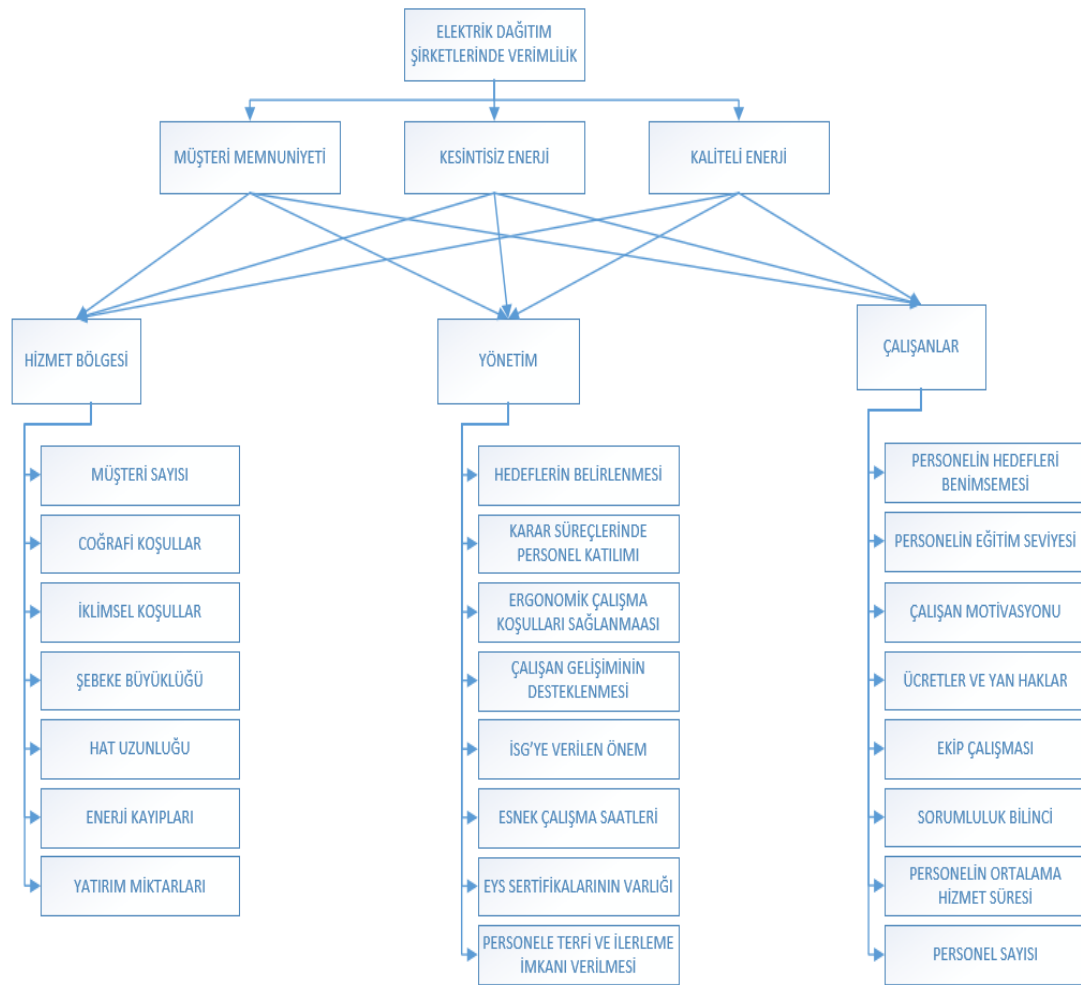 ELEKTRİK DAĞITIM
ŞİRKETLERİNDE VERİMLİLİK
MÜŞTERİ MEMNUNİYETİ
KESİNTİSİZ ENERJİ
KALİTELİ ENERJİ
HİZMET BÖLGESİ
YÖNETİM
ÇALIŞANLAR
MÜŞTERİ SAYISI
COĞRAFİ KOŞULLAR
İKLİMSEL KOŞULLAR
ŞEBEKE BÜYÜKLÜĞÜ
HAT UZUNLUĞU
ENERJİ KAYIPLARI
YATIRIM MİKTARLARI
HEDEFLERİN BELİRLENMESİ
KARAR SÜREÇLERİNDE
PERSONEL KATILIMI
ERGONOMİK ÇALIŞMA
KOŞULLARI SAĞLANMAASI
ÇALIŞAN GELİŞİMİNİN
DESTEKLENMESİ
İSG'YE VERİLEN ÖNEM
ESNEK ÇALIŞMA SAATLERİ
EYS SERTİFİKALARININ VARLIĞI
PERSONELE TERFİ VE İLERLEME
İMKANI VERİLMESİ
PERSONELİN HEDEFLERİ
BENİMSEMESİ
PERSONELİN EĞİTİM SEVİYESİ
ÇALIŞAN MOTİVASYONU
ÜCRETLER VE YAN HAKLAR
EKİP ÇALIŞMASI
SORUMLULUK BİLİNCİ
PERSONELİN ORTALAMA
HİZMET SÜRESİ
PERSONEL SAYISI